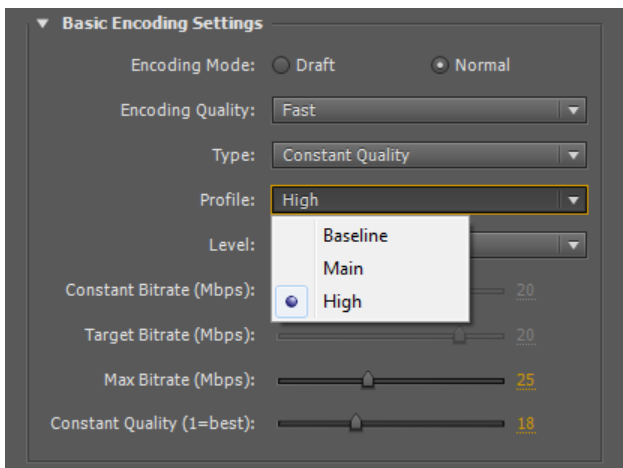 Basic Encoding Settings
Encoding Mode: Draft Normal
Encoding Quality: Fast
Type: Constant Quality
Profile: High
Baseline
Level:
Main
Constant Bitrate (Mbps): High 20
Target Bitrate (Mbps): 20
Max Bitrate (Mbps): 25
Constant Quality (1=best): 18